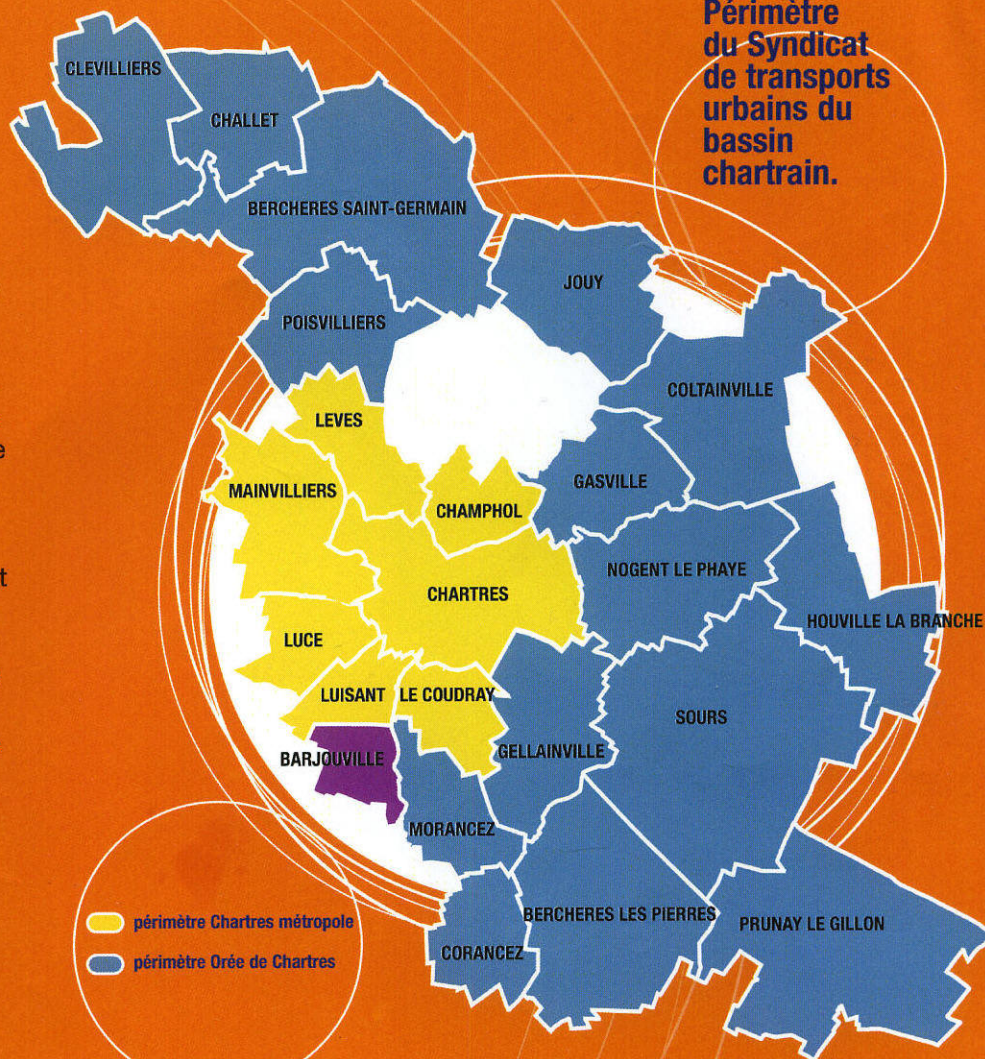 Périmètre
du Syndicat
de transports
urbains du
bassin
chartrain.
CLEVILLIERS
CHALLET
BERCHERES SAINT-GERMAIN
JOUY
POISVILLIERS
COLTAINVILLE
LEVES
MAINVILLIERS
CHAMPHOL
GASVILLE
CHARTRES
NOGENT LE PHAYE
HOUVILLE LA BRANCHE
LUCE
LUISANT
LE COUDRAY
SOURS
BARJOUVILLE
GELLAINVILLE
MORANCEZ
BERCHERES LES PIERRES
PRUNAY LE GILLON
CORANCEZ
périmètre Chartres métropole
périmètre Orée de Chartres